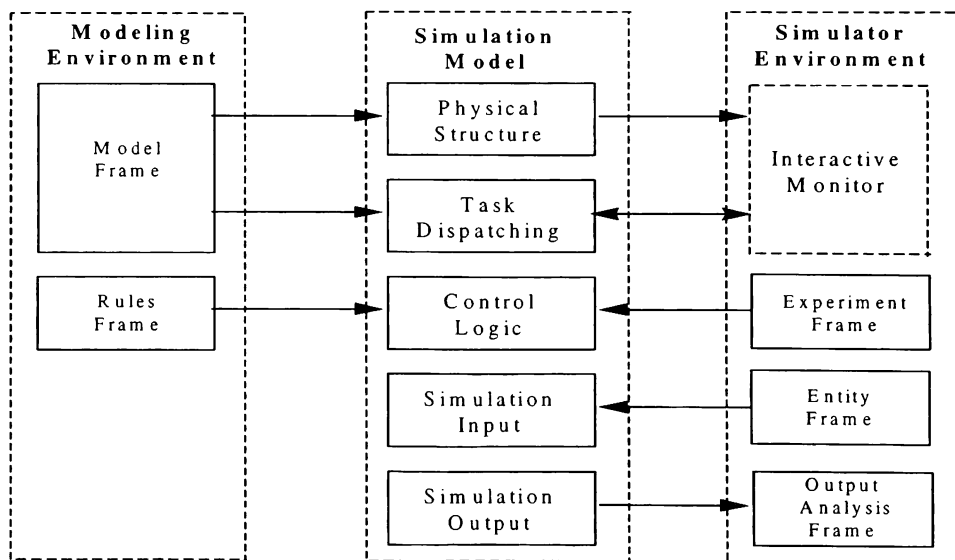 Modeling
Environment
Model
Frame
Rules
Frame
Simulation
Model
Physical
Structure
Task
Dispatching
Control
Logic
Simulation
Input
Simulation
Output
Simulator
Environment
Interactive
Monitor
Experiment
Frame
Entity
Frame
Output
Analysis
Frame